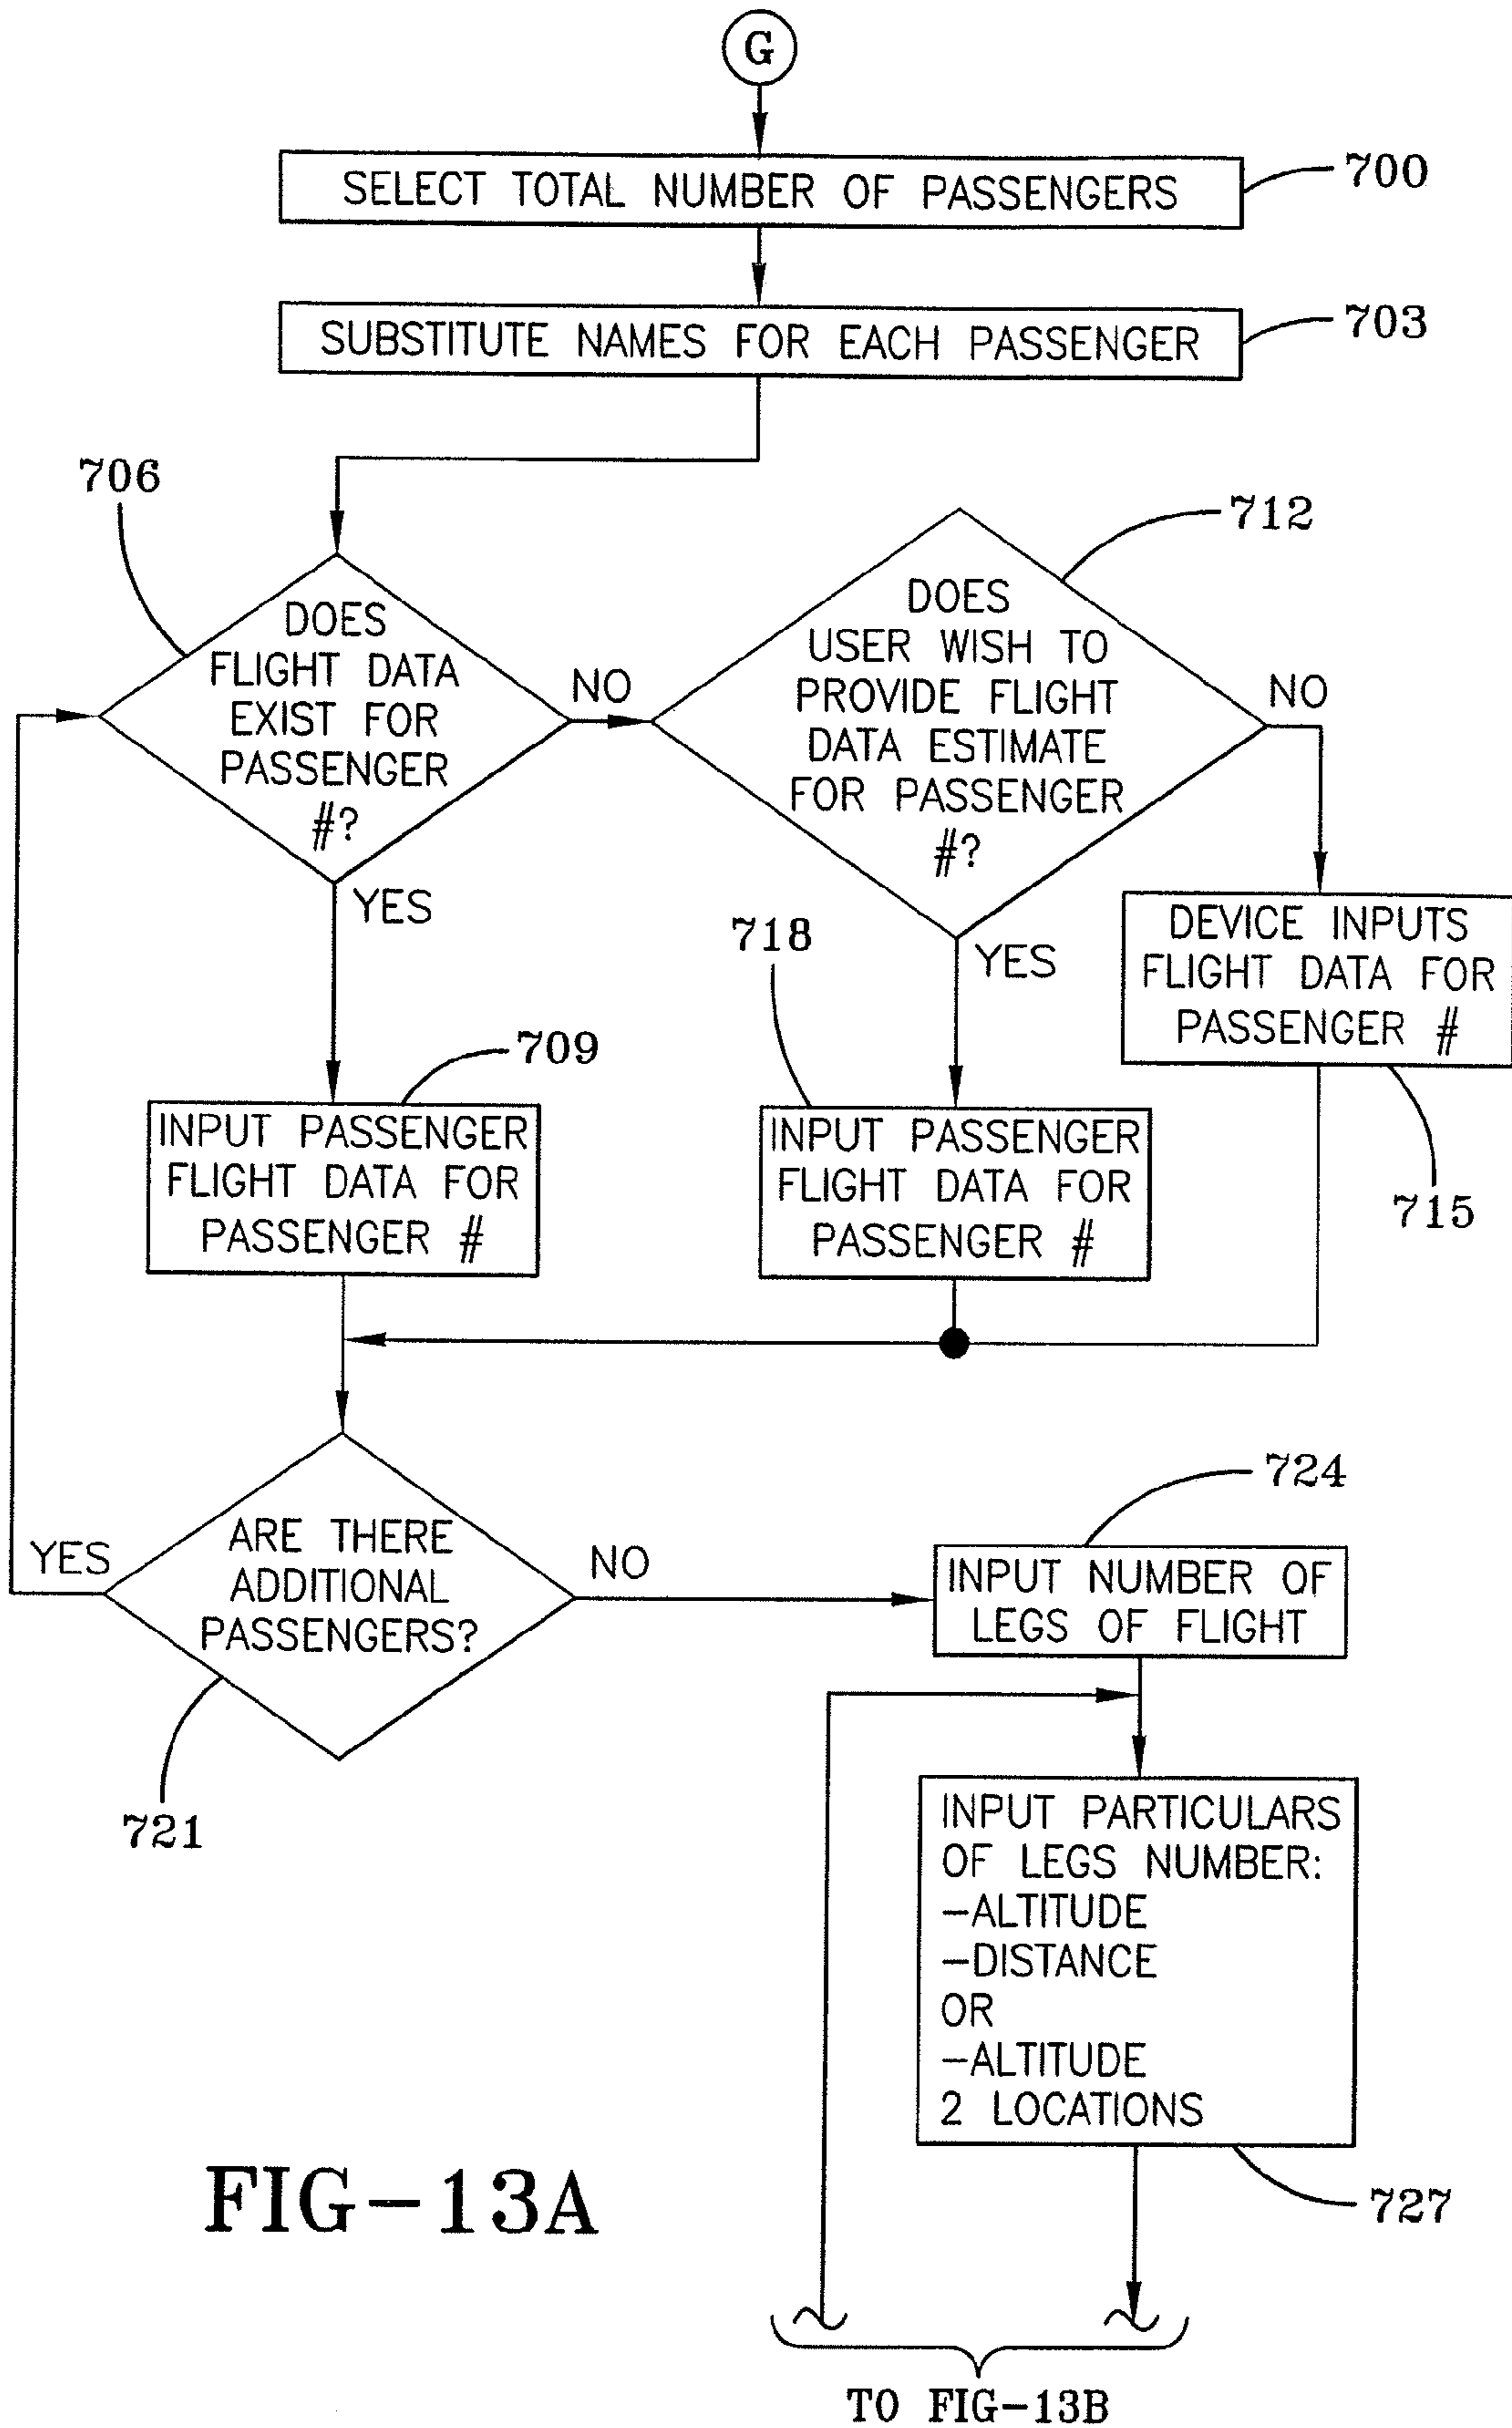 G
SELECT TOTAL NUMBER OF PASSENGERS
700
SUBSTITUTE NAMES FOR EACH PASSENGER
703
706
DOES
FLIGHT DATA
EXIST FOR
PASSENGER
#?
NO
YES
712
DOES
USER WISH TO
PROVIDE FLIGHT
DATA ESTIMATE
FOR PASSENGER
#?
NO
YES
DEVICE INPUTS
FLIGHT DATA FOR
PASSENGER #
715
709
INPUT PASSENGER
FLIGHT DATA FOR
PASSENGER #
718
INPUT PASSENGER
FLIGHT DATA FOR
PASSENGER #
YES
ARE THERE
ADDITIONAL
PASSENGERS?
NO
721
724
INPUT NUMBER OF
LEGS OF FLIGHT
INPUT PARTICULARS
OF LEGS NUMBER:
-ALTITUDE
-DISTANCE
OR
-ALTITUDE
2 LOCATIONS
727
FIG-13A
TO FIG-13B